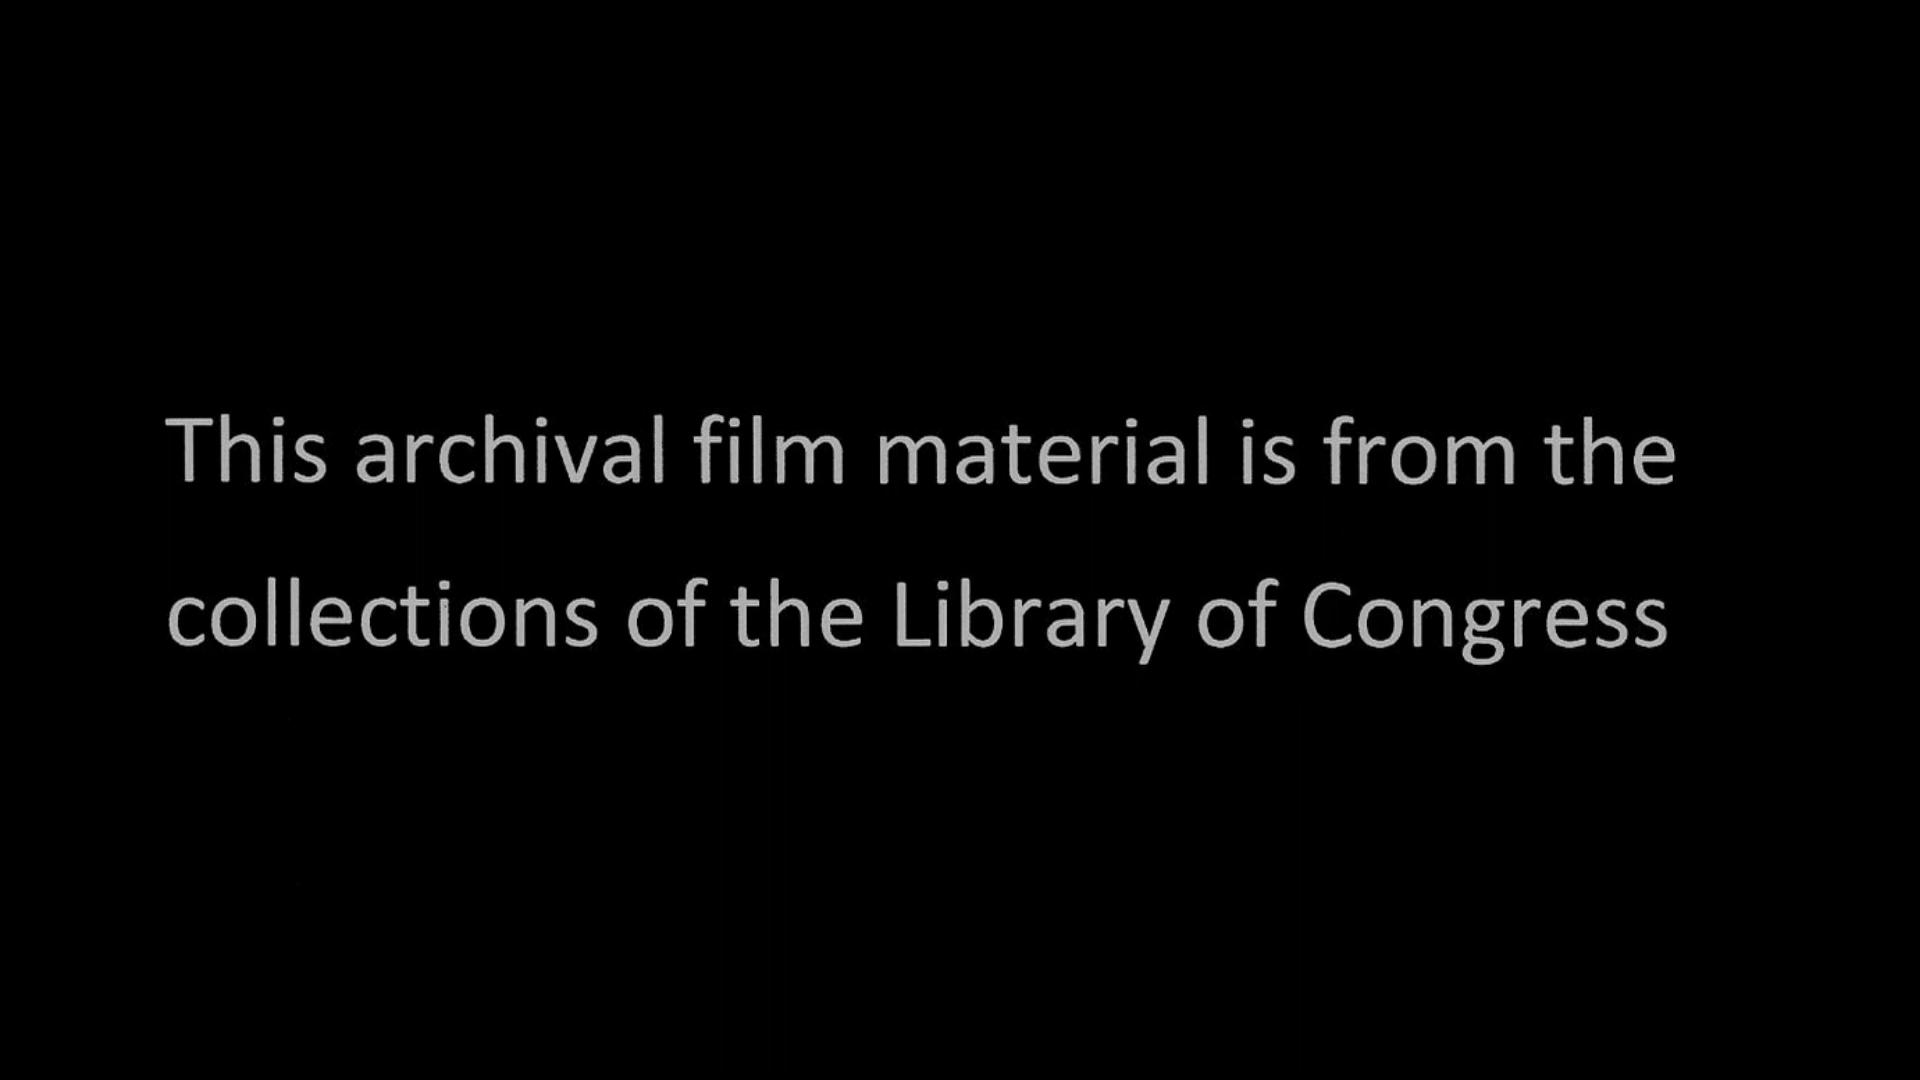 This archival film material is from the
collections of the Library of Congress